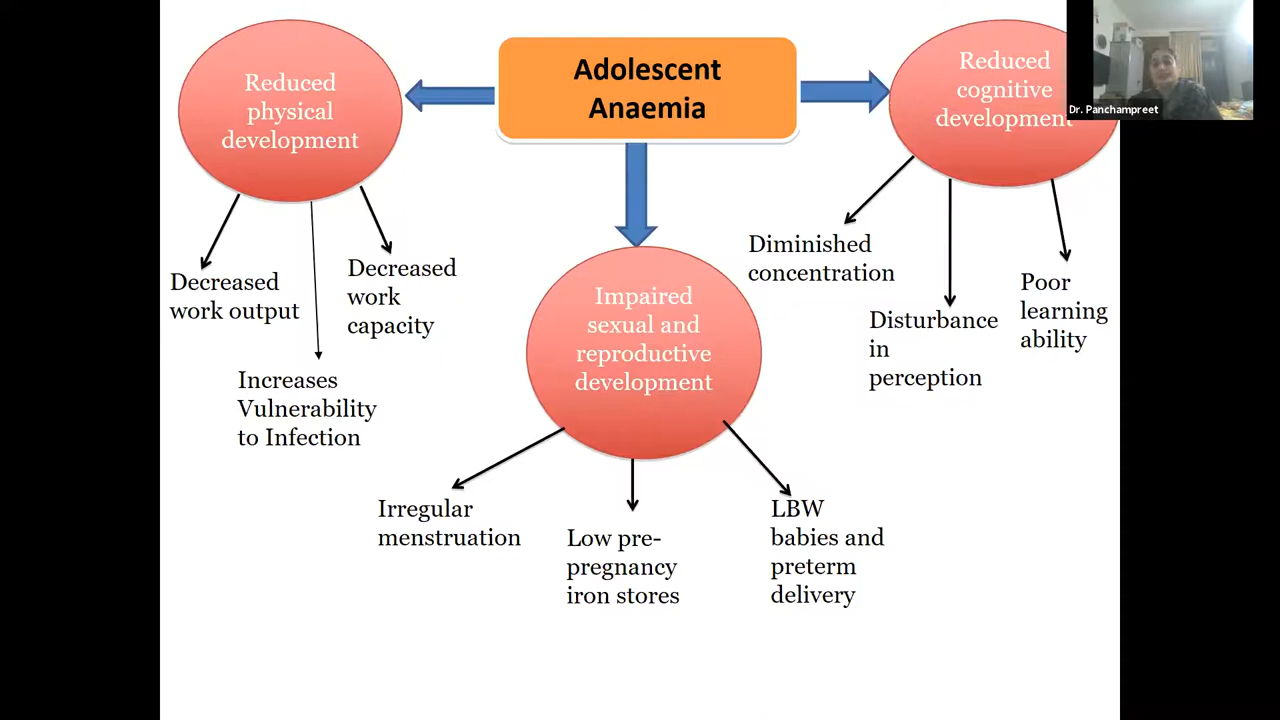 Adolescent
Anaemia
Reduced
physical
development
Reduced
cognitive
development
Dr. Panchampreet
Decreased
work output
Increases
Vulnerability
to Infection
Decreased
work
capacity
Impaired
sexual and
reproductive
development
Diminished
concentration
Disturbance
in
perception
Poor
learning
ability
Irregular
menstruation
Low pre-
pregnancy
iron stores
LBW
babies and
preterm
delivery